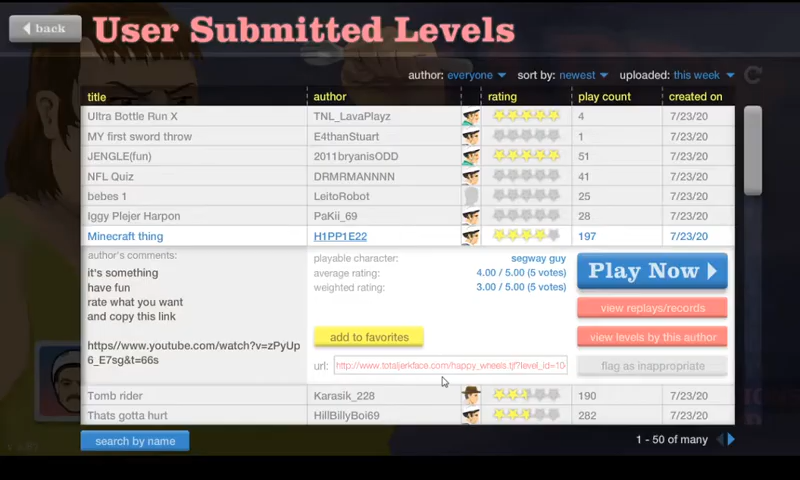 back
User Submitted Levels
author: everyone sort by: newest uploaded: this week
title author rating play count created on
Ultra Bottle Run X TNL_LavaPlayz 4 7/23/20
MY first sword throw E4thanStuart 1 7/23/20
JENGLE(fun) 2011bryanisODD 51 7/23/20
NFL Quiz DRMRMANNNN 41 7/23/20
bebes 1 LeitoRobot 25 7/23/20
Iggy Plejer Harpon PaKii_69 28 7/23/20
Minecraft thing H1PP1E22 197 7/23/20
author's comments:
it's something
have fun
rate what you want
and copy this link
https//www.youtube.com/watch?v=zPyUp
6_E7sg&t=66s
playable character: segway guy
average rating: 4.00 / 5.00 (5 votes)
weighted rating: 3.00 / 5.00 (5 votes)
add to favorites
url: http://www.totaljerkface.com/happy_wheels.tjf?level_id=10
Play Now
view replays/records
view levels by this author
flag as inappropriate
Tomb rider Karasik_228 190 7/23/20
Thats gotta hurt HillBillyBoi69 282 7/23/20
search by name
1 - 50 of many